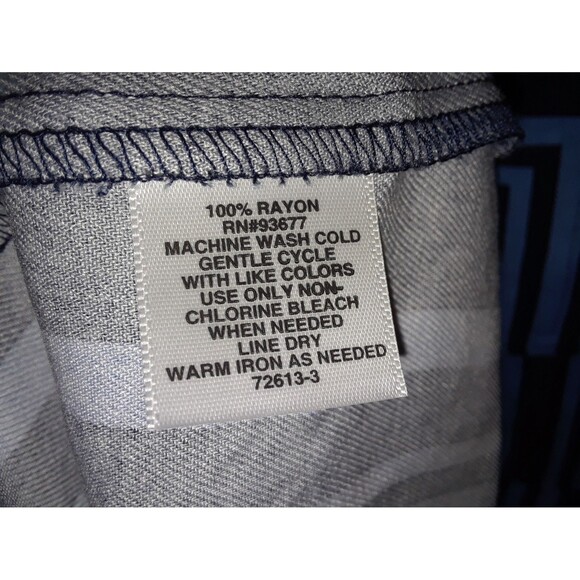 100% RAYON
RN#93677
MACHINE WASH COLD
GENTLE CYCLE
WITH LIKE COLORS
USE ONLY NON-
CHLORINE BLEACH
WHEN NEEDED
LINE DRY
WARM IRON AS NEEDED
72613-3